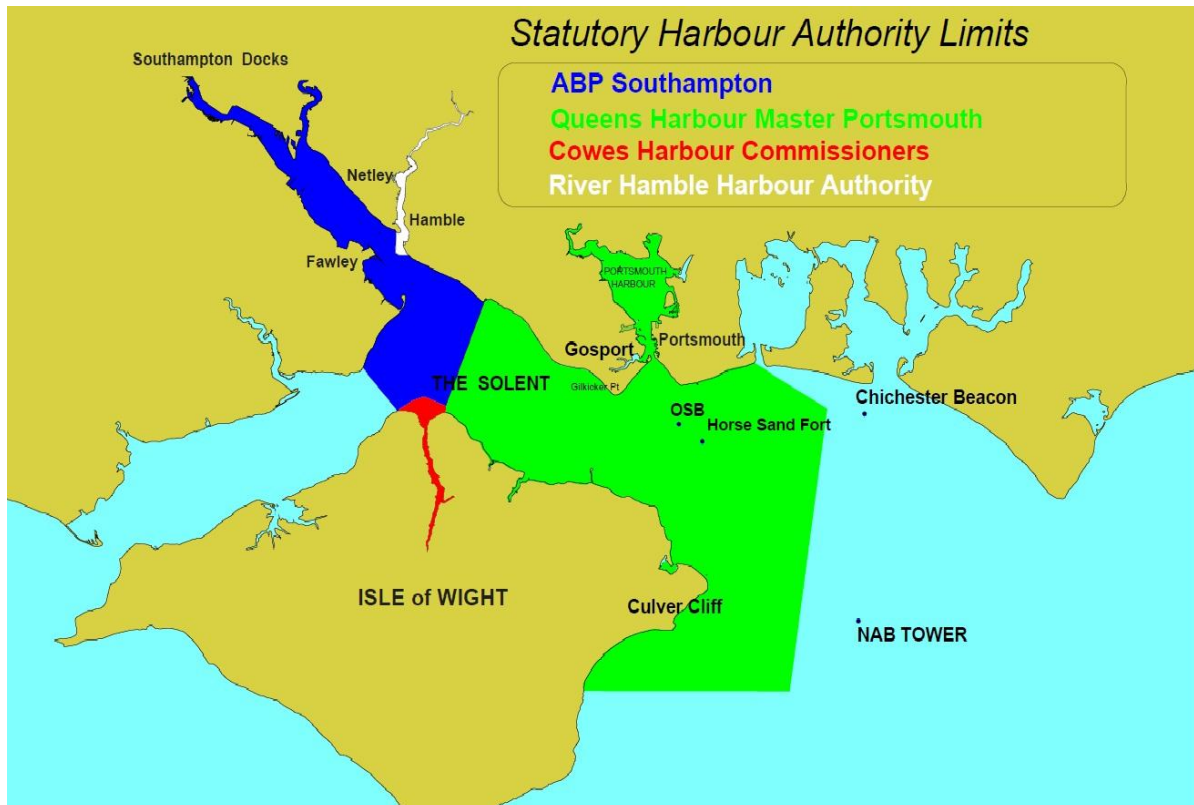 Statutory Harbour Authority Limits
ABP Southampton
Queens Harbour Master Portsmouth
Cowes Harbour Commissioners
River Hamble Harbour Authority
Southampton Docks
Netley
Hamble
Fawley
PORTSMOUTH
HARBOUR
Gosport
Portsmouth
THE SOLENT
Gilkicker Pt
Chichester Beacon
OSB
Horse Sand Fort
ISLE of WIGHT
Culver Cliff
NAB TOWER